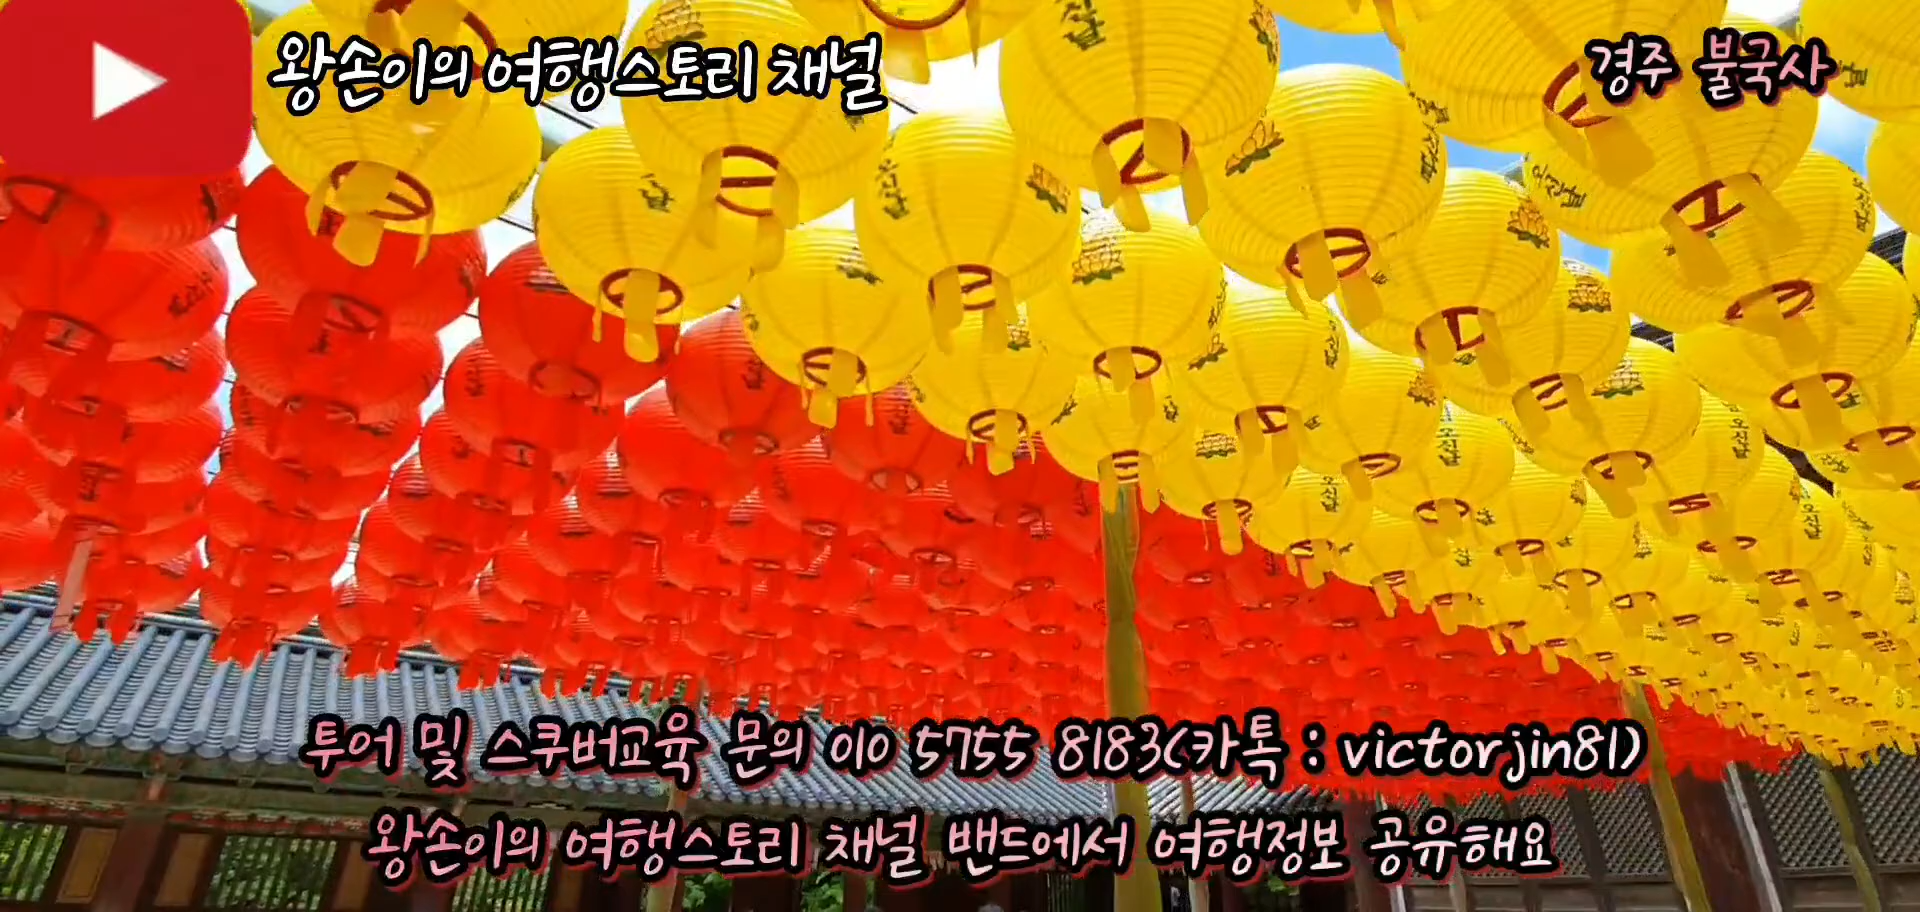 왕손이의 여행스토리 채널
경주 불국사
투어 및 스쿠버교육 문의 010 5755 8183(카톡 : victorjin81)
왕손이의 여행스토리 채널 밴드에서 여행정보 공유해요